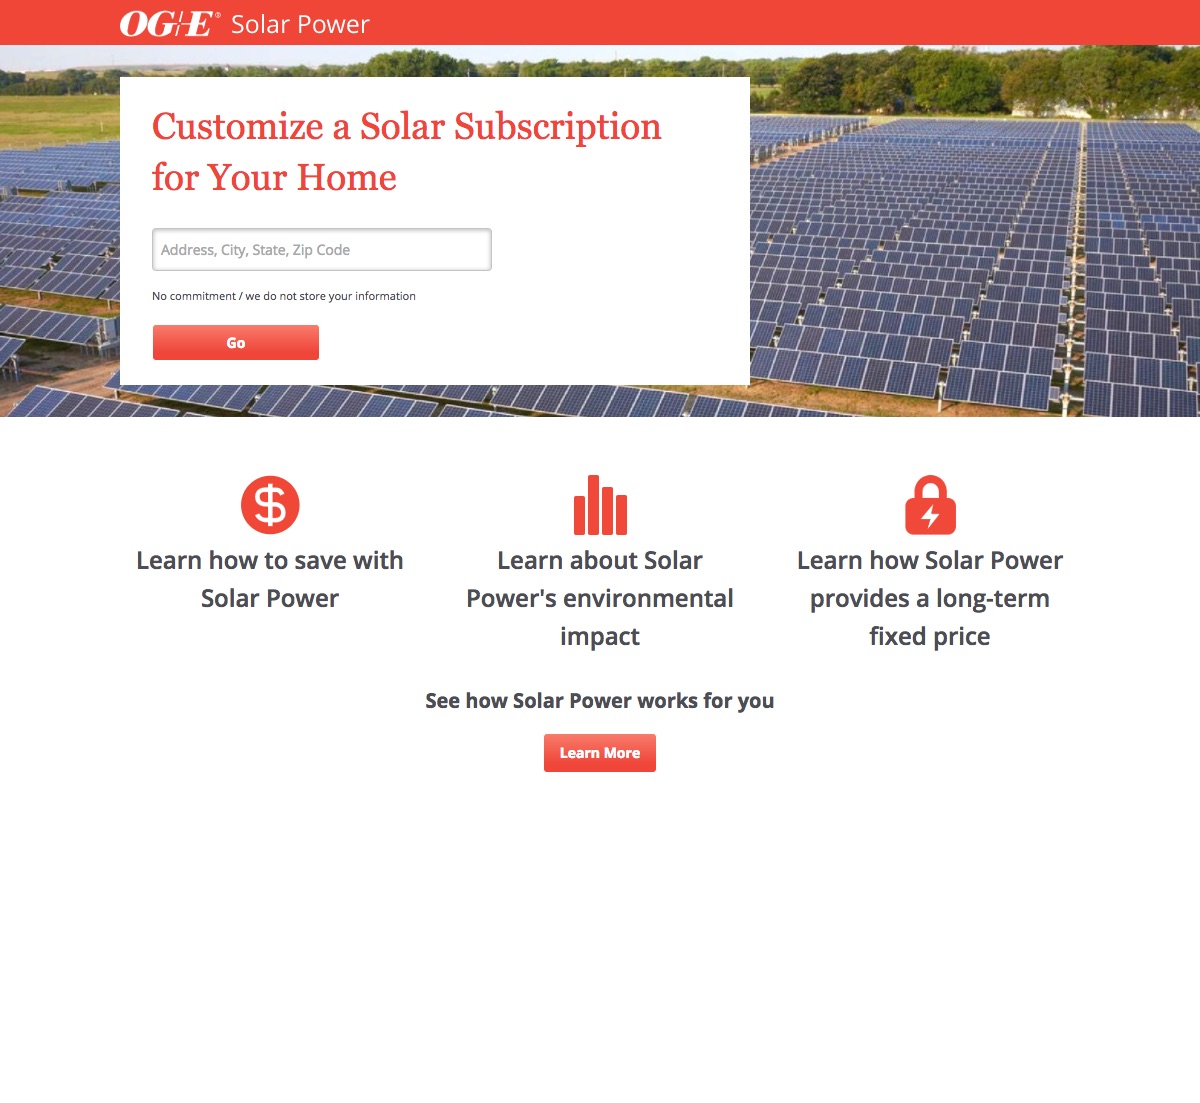 OG+E® Solar Power
Customize a Solar Subscription
for Your Home
Address, City, State, Zip Code
No commitment / we do not store your information
Go
$
Learn how to save with
Solar Power
Learn about Solar
Power's environmental
impact
Learn how Solar Power
provides a long-term
fixed price
See how Solar Power works for you
Learn More